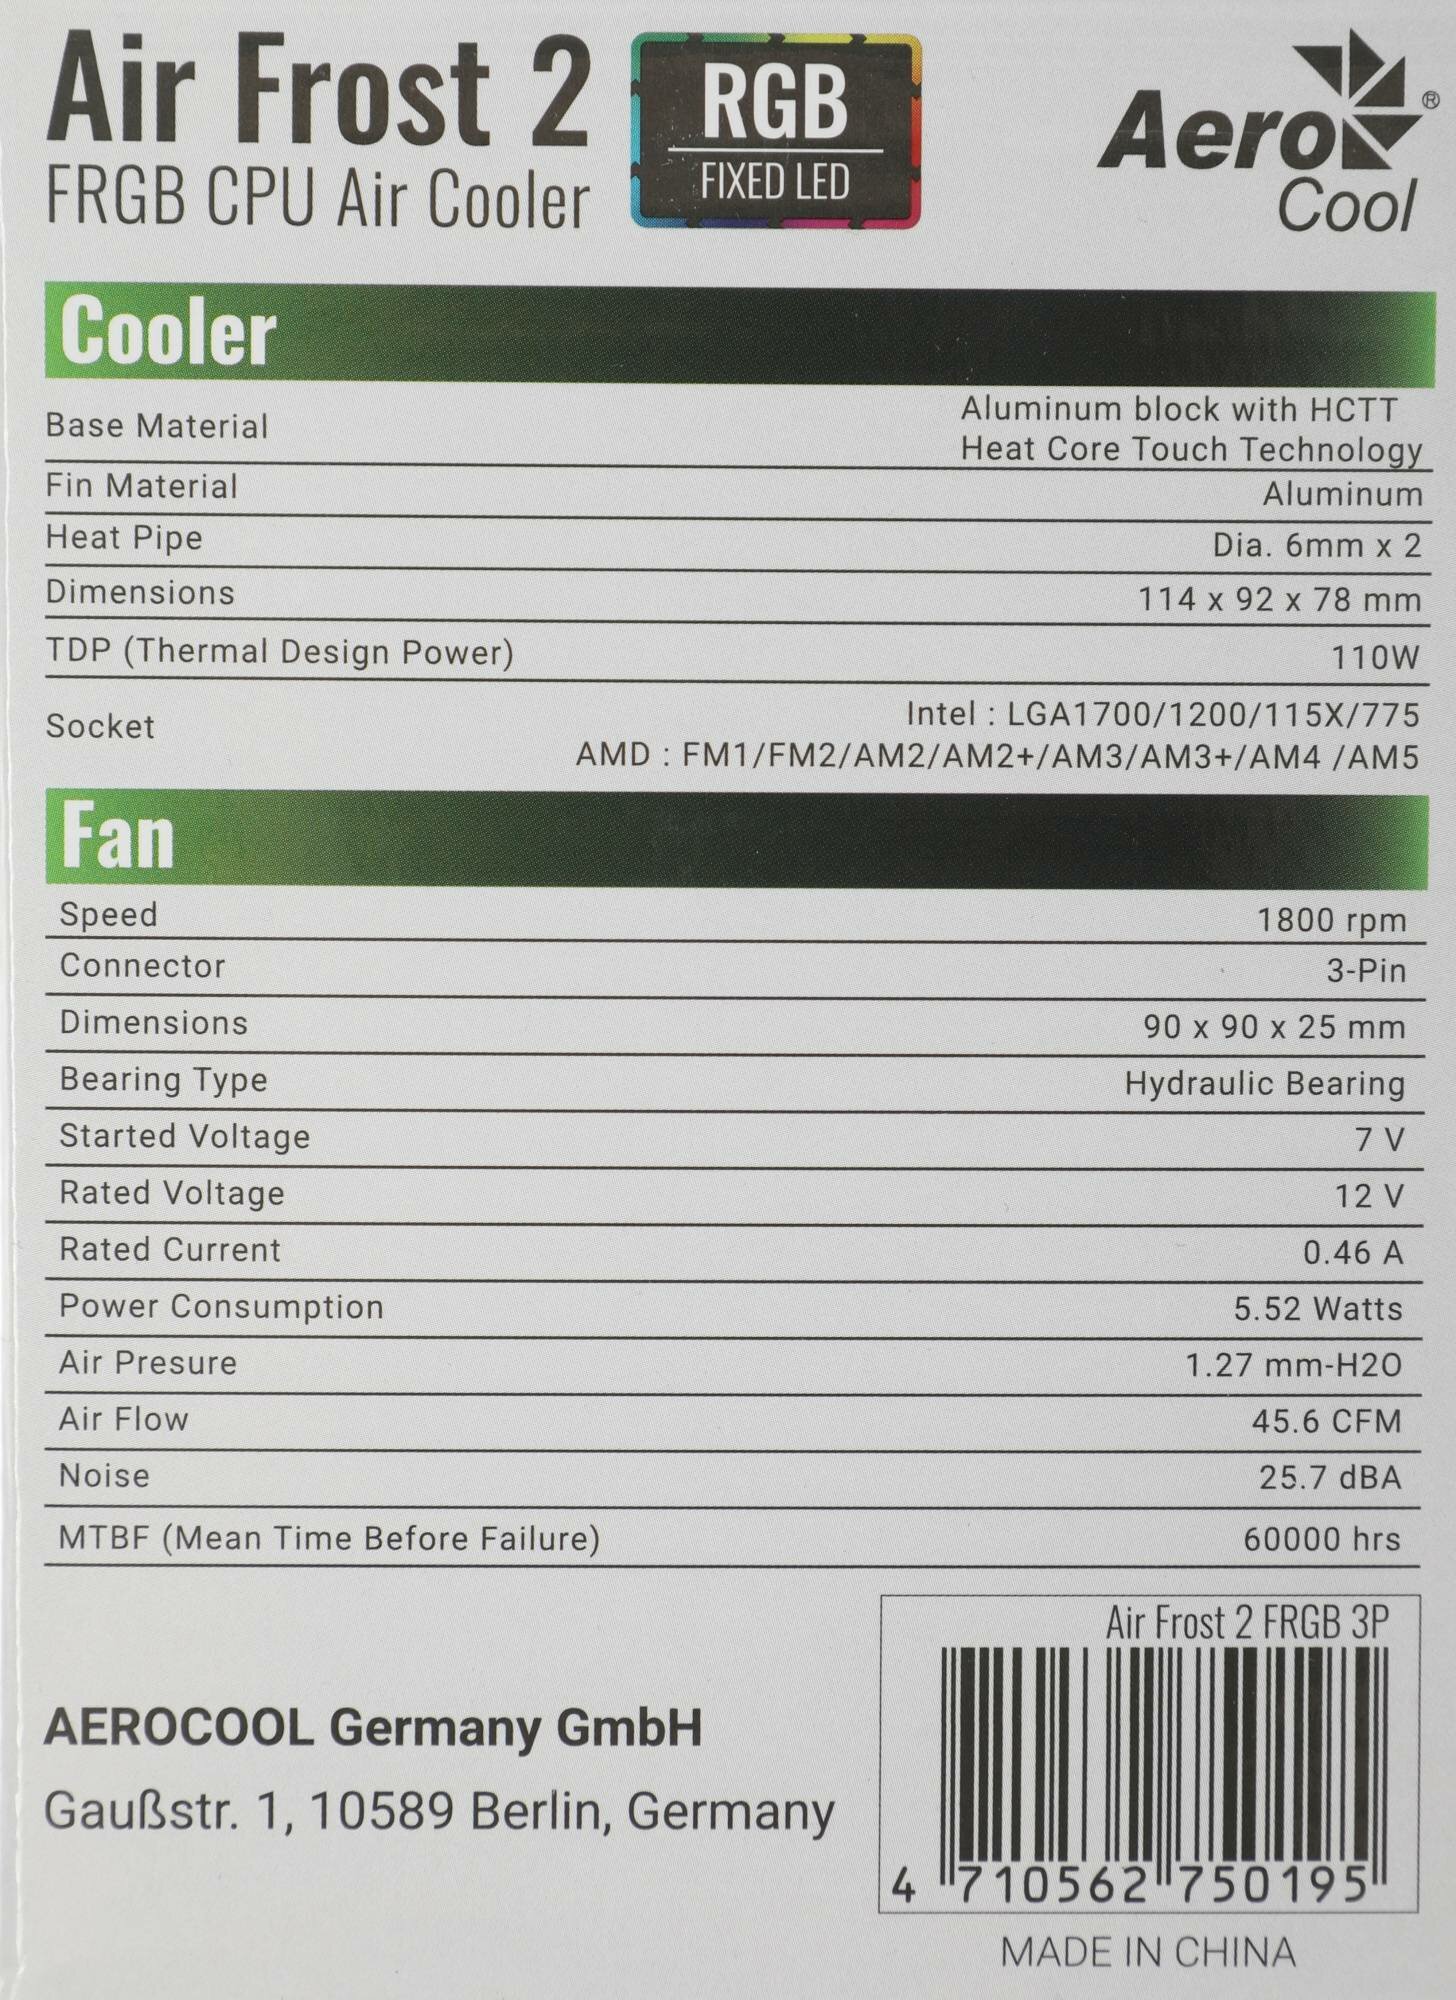 Air Frost 2
FRGB CPU Air Cooler
RGB
FIXED LED
Aero
Cool
®
Cooler
Base Material Aluminum block with HCTT
Heat Core Touch Technology
Fin Material Aluminum
Heat Pipe Dia. 6mm x 2
Dimensions 114 x 92 x 78 mm
TDP (Thermal Design Power) 110W
Socket Intel : LGA1700/1200/115X/775
AMD : FM1/FM2/AM2/AM2+/AM3/AM3+/AM4 /AM5
Fan
Speed 1800 rpm
Connector 3-Pin
Dimensions 90 x 90 x 25 mm
Bearing Type Hydraulic Bearing
Started Voltage 7 V
Rated Voltage 12 V
Rated Current 0.46 A
Power Consumption 5.52 Watts
Air Presure 1.27 mm-H2O
Air Flow 45.6 CFM
Noise 25.7 dBA
MTBF (Mean Time Before Failure) 60000 hrs
Air Frost 2 FRGB 3P
AEROCOOL Germany GmbH
Gaußstr. 1, 10589 Berlin, Germany
4 710562 750195
MADE IN CHINA